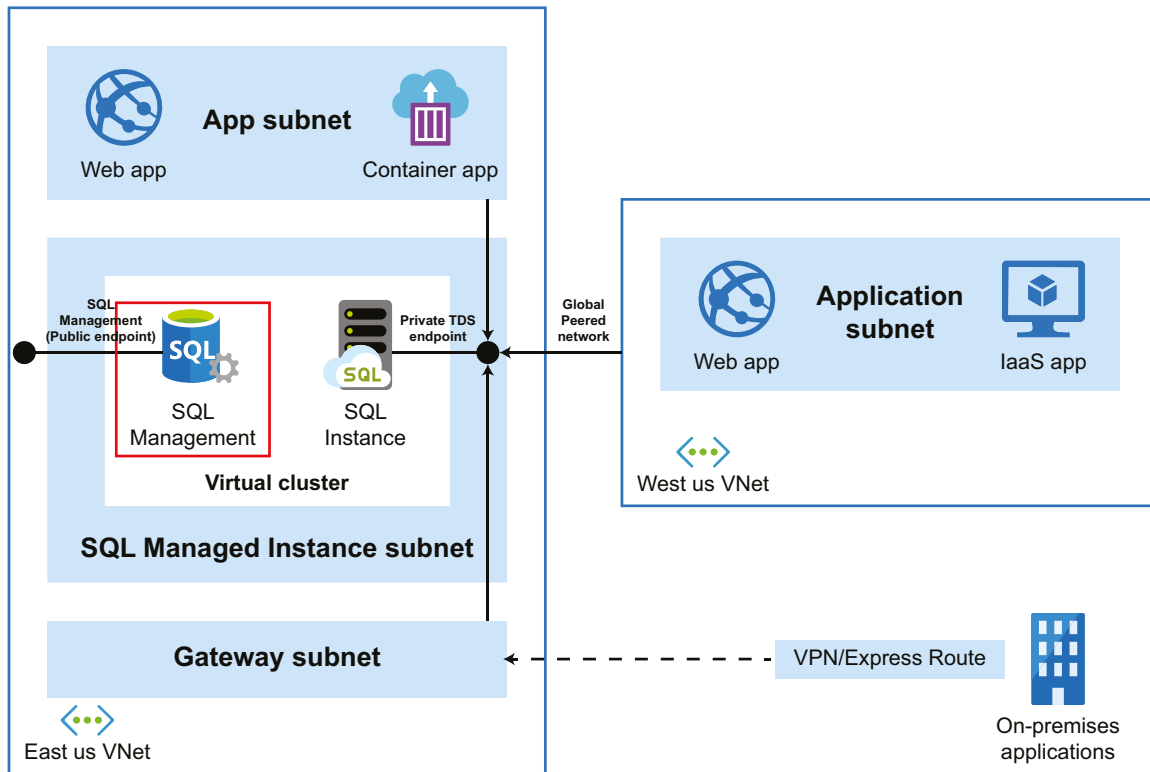 App subnet
Web app
Container app
SQL
Management
(Public endpoint)
SQL
SQL
Management
Private TDS
endpoint
SQL
SQL
Instance
Virtual cluster
SQL Managed Instance subnet
Gateway subnet
East us VNet
Global
Peered
network
Application
subnet
Web app
IaaS app
West us VNet
VPN/Express Route
On-premises
applications